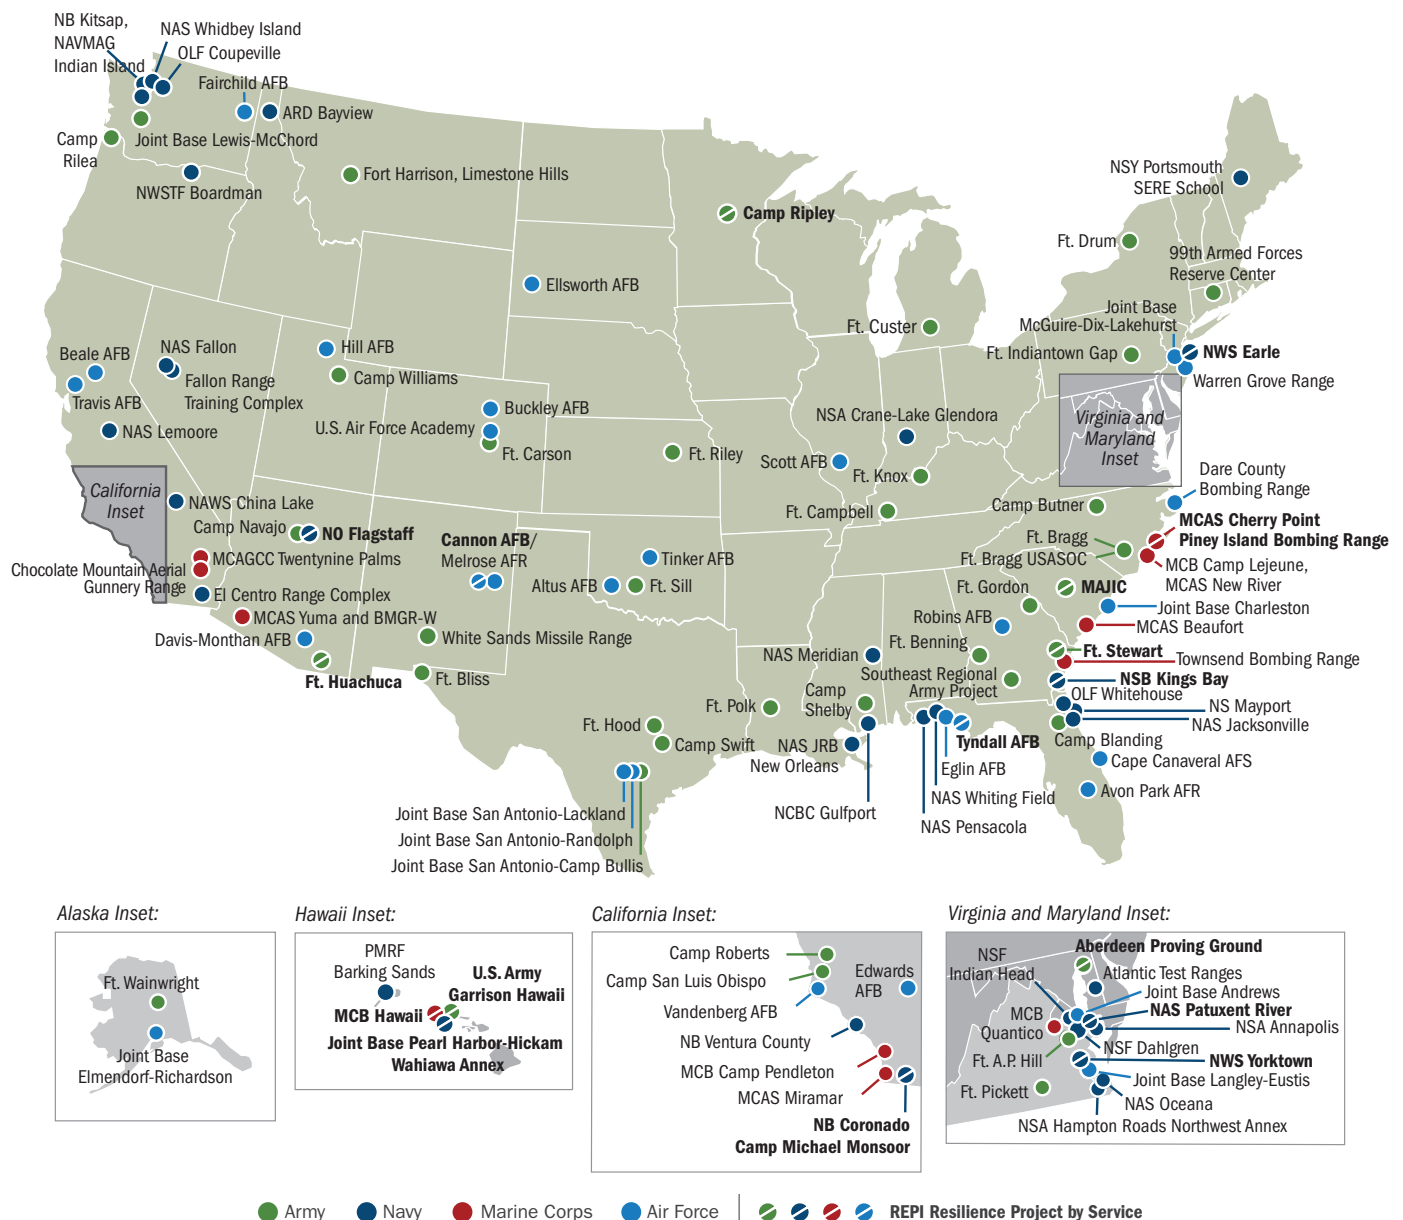 NB Kitsap,
NAVMAG
Indian Island
NAS Whidbey Island
OLF Coupeville
Fairchild AFB
ARD Bayview
Camp
Rilea
Joint Base Lewis-McChord
NWSTF Boardman
Fort Harrison, Limestone Hills
Camp Ripley
NSY Portsmouth
SERE School
Ft. Drum
99th Armed Forces
Reserve Center
Ellsworth AFB
Joint Base
McGuire-Dix-Lakehurst
Ft. Custer
Ft. Indiantown Gap
NWS Earle
Warren Grove Range
Beale AFB
Travis AFB
NAS Fallon
Fallon Range
Training Complex
NAS Lemoore
Hill AFB
Camp Williams
Buckley AFB
U.S. Air Force Academy
Ft. Carson
Ft. Riley
NSA Crane-Lake Glendora
Scott AFB
Ft. Knox
Ft. Campbell
Virginia and
Maryland
Inset
Dare County
Bombing Range
Camp Butner
MCAS Cherry Point
Piney Island Bombing Range
Ft. Bragg
Ft. Bragg USASOC
MCB Camp Lejeune,
MCAS New River
California
Inset
NAWS China Lake
Camp Navajo
NO Flagstaff
MCAGCC Twentynine Palms
Chocolate Mountain Aerial
Gunnery Range
El Centro Range Complex
MCAS Yuma and BMGR-W
Davis-Monthan AFB
Ft. Huachuca
Cannon AFB/
Melrose AFR
White Sands Missile Range
Ft. Bliss
Tinker AFB
Altus AFB
Ft. Sill
Ft. Gordon
MAJIC
Joint Base Charleston
MCAS Beaufort
Robins AFB
Ft. Benning
Ft. Stewart
Townsend Bombing Range
NAS Meridian
Southeast Regional
Army Project
NSB Kings Bay
OLF Whitehouse
NS Mayport
NAS Jacksonville
Camp
Shelby
Ft. Polk
Ft. Hood
Camp Swift
NAS JRB
New Orleans
Tyndall AFB
Eglin AFB
NAS Whiting Field
NCBC Gulfport
NAS Pensacola
Camp Blanding
Cape Canaveral AFS
Avon Park AFR
Joint Base San Antonio-Lackland
Joint Base San Antonio-Randolph
Joint Base San Antonio-Camp Bullis
Alaska Inset:
Ft. Wainwright
Joint Base
Elmendorf-Richardson
Hawaii Inset:
PMRF
Barking Sands
U.S. Army
Garrison Hawaii
MCB Hawaii
Joint Base Pearl Harbor-Hickam
Wahiawa Annex
California Inset:
Camp Roberts
Camp San Luis Obispo
Edwards
AFB
Vandenberg AFB
NB Ventura County
MCB Camp Pendleton
MCAS Miramar
NB Coronado
Camp Michael Monsoor
Virginia and Maryland Inset:
NSF
Indian Head
Aberdeen Proving Ground
Atlantic Test Ranges
Joint Base Andrews
NAS Patuxent River
MCB
Quantico
NSA Annapolis
NSF Dahlgren
Ft. A.P. Hill
NWS Yorktown
Joint Base Langley-Eustis
Ft. Pickett
NAS Oceana
NSA Hampton Roads Northwest Annex
Army
Navy
Marine Corps
Air Force
REPI Resilience Project by Service